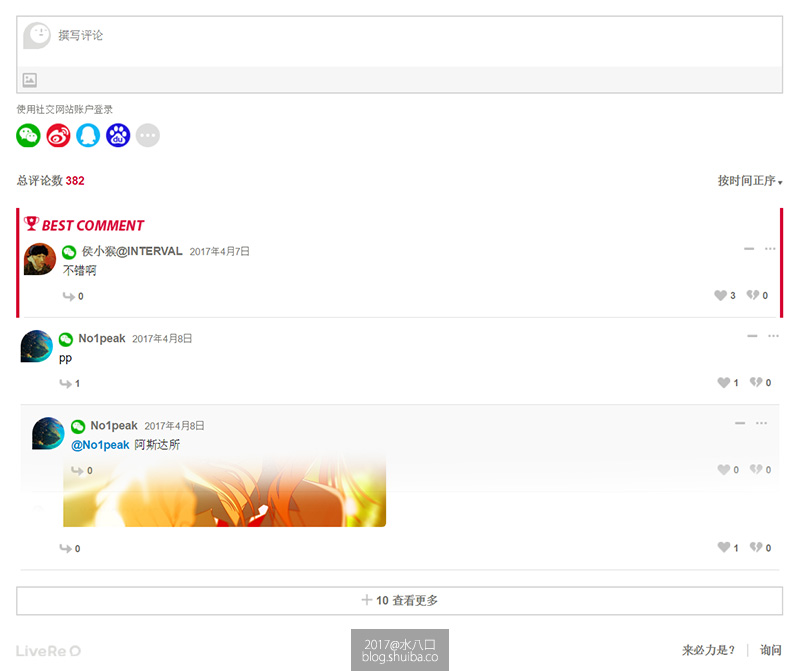 撰写评论
使用社交网站账户登录
du
总评论数 382
按时间正序
BEST COMMENT
侯小猴@INTERVAL 2017年4月7日
不错啊
0
3 0
No1peak 2017年4月8日
pp
1
1 0
No1peak 2017年4月8日
@No1peak 阿斯达所
0
0 0
0
1 0
+ 10 查看更多
LiveRe
来必力是? | 询问
2017@水八口
blog.shuiba.co